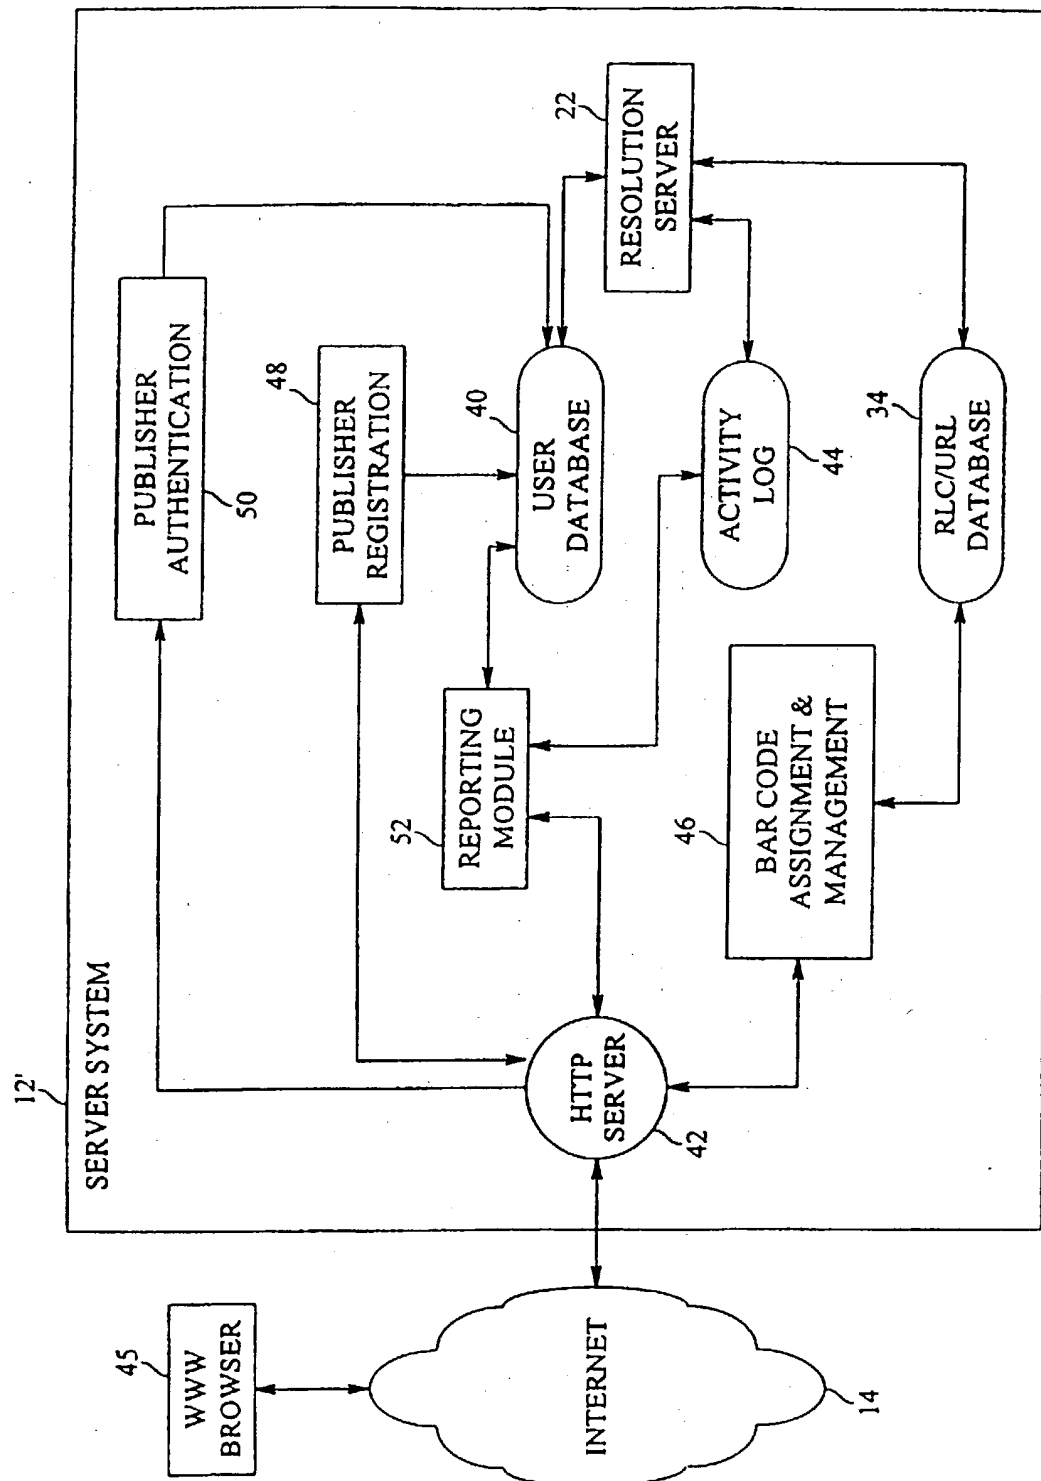 12'
SERVER SYSTEM
45
WWW
BROWSER
INTERNET
14
HTTP
SERVER
42
PUBLISHER
AUTHENTICATION
50
48
PUBLISHER
REGISTRATION
52
REPORTING
MODULE
40
USER
DATABASE
22
RESOLUTION
SERVER
ACTIVITY
LOG
44
46
BAR CODE
ASSIGNMENT &
MANAGEMENT
34
RLC/URL
DATABASE